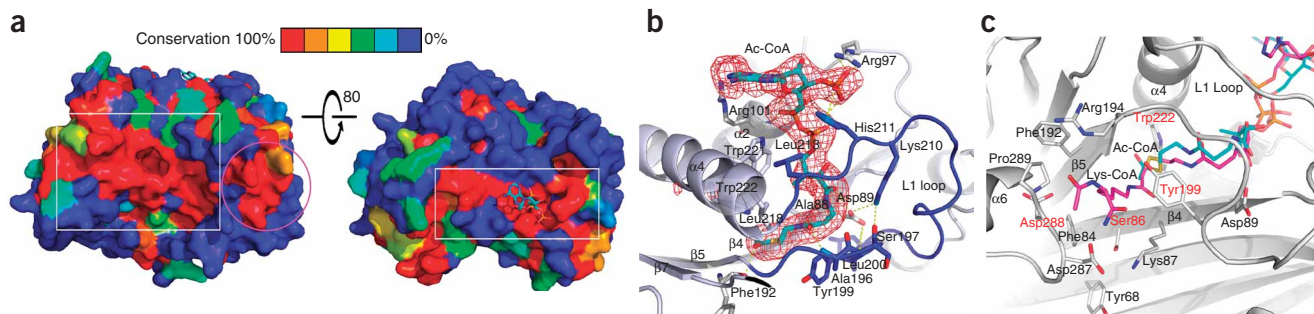 a
Conservation 100% 0%
80
b
Ac-CoA
Arg97
Arg101
α2
His211
Leu218
Lys210
Trp221
α4
L1 loop
Trp222
Asp89
Ala88
Leu218
Ser197
β4
β5
β7
Leu200
Ala196
Phe192
Tyr199
c
α4
L1 Loop
Arg194
Trp222
Phe192
Ac-CoA
Pro289
β5
Lys-CoA
α6
Tyr199
Asp288
Ser86
β4
Asp89
Phe84
Asp287
Lys87
Tyr68